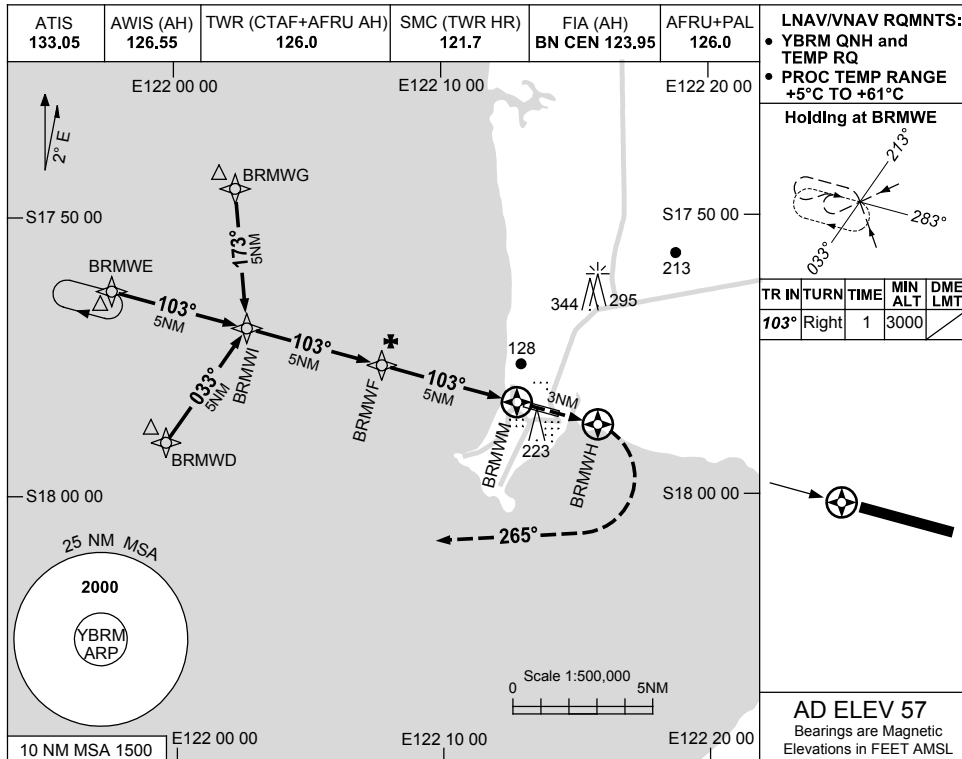 ATIS
133.05
AWIS (AH)
126.55
TWR (CTAF+AFRU AH)
126.0
SMC (TWR HR)
121.7
FIA (AH)
BN CEN 123.95
AFRU+PAL
126.0
LNAV/VNAV RQMNTS:
• YBRM QNH and
TEMP RQ
• PROC TEMP RANGE
+5°C TO +61°C
Holding at BRMWE
213°
283°
033°
TR IN TURN TIME MIN ALT DME LMT
103° Right 1 3000
E122 00 00
E122 10 00
E122 20 00
2° E
BRMWG
S17 50 00
S17 50 00
173°
5NM
213
BRMWE
344
295
103°
5NM
103°
5NM
128
BRMWI
033°
5NM
BRMWF
103°
5NM
3NM
BRMWD
BRMWM
223
BRMWH
S18 00 00
S18 00 00
265°
25 NM MSA
2000
YBRM
ARP
Scale 1:500,000
0 5NM
10 NM MSA 1500
E122 00 00
E122 10 00
E122 20 00
AD ELEV 57
Bearings are Magnetic
Elevations in FEET AMSL